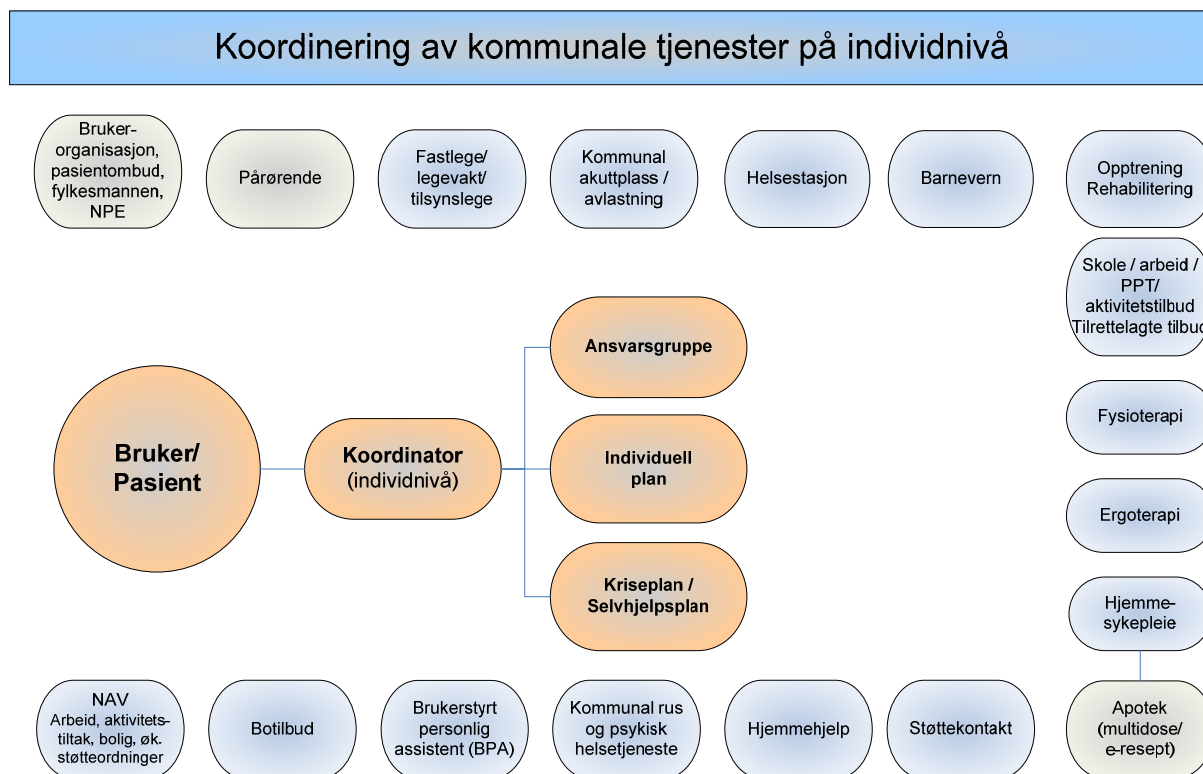 Koordinering av kommunale tjenester på individnivå
Bruker-
organisasjon,
pasientombud,
fylkesmannen,
NPE
Pårørende
Fastlege/
legevakt/
tilsynslege
Kommunal
akuttplass /
avlastning
Helsestasjon
Barnevern
Opptrening
Rehabilitering
Skole / arbeid /
PPT/
aktivitetstilbud
Tilrettelagte tilbud
Ansvarsgruppe
Fysioterapi
Bruker/
Pasient
Koordinator
(individnivå)
Individuell
plan
Ergoterapi
Kriseplan /
Selvhjelpsplan
Hjemme-
sykepleie
NAV
Arbeid, aktivitets-
tiltak, bolig, øk.
støtteordninger
Botilbud
Brukerstyrt
personlig
assistent (BPA)
Kommunal rus
og psykisk
helsetjeneste
Hjemmehjelp
Støttekontakt
Apotek
(multidose/
e-resept)